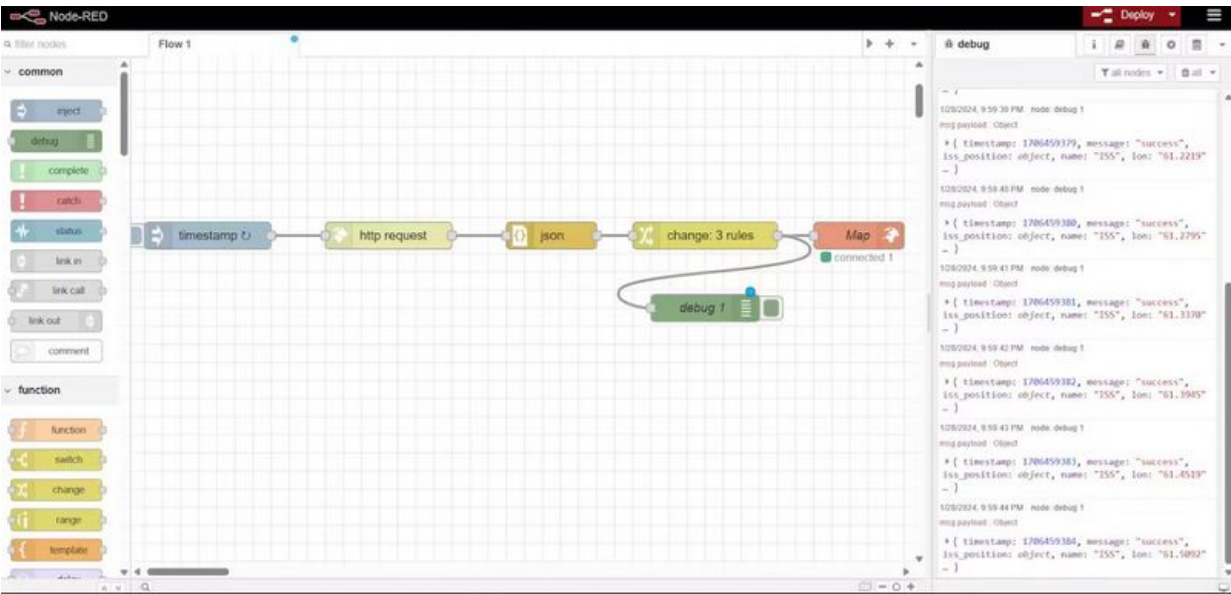 Node-RED
Deploy
filter nodes
Flow 1
debug
all nodes
all
common
inject
debug
complete
catch
status
link in
link call
link out
comment
function
function
switch
change
range
template
delay
timestamp ↻
http request
json
change: 3 rules
Map
connected 1
debug 1
1/28/2024, 9:59:39 PM node: debug 1
msg.payload : Object
{ timestamp: 1706459379, message: "success",
iss_position: object, name: "ISS", lon: "61.2219"
… }
1/28/2024, 9:59:40 PM node: debug 1
msg.payload : Object
{ timestamp: 1706459380, message: "success",
iss_position: object, name: "ISS", lon: "61.2795"
… }
1/28/2024, 9:59:41 PM node: debug 1
msg.payload : Object
{ timestamp: 1706459381, message: "success",
iss_position: object, name: "ISS", lon: "61.3370"
… }
1/28/2024, 9:59:42 PM node: debug 1
msg.payload : Object
{ timestamp: 1706459382, message: "success",
iss_position: object, name: "ISS", lon: "61.3945"
… }
1/28/2024, 9:59:43 PM node: debug 1
msg.payload : Object
{ timestamp: 1706459383, message: "success",
iss_position: object, name: "ISS", lon: "61.4519"
… }
1/28/2024, 9:59:44 PM node: debug 1
msg.payload : Object
{ timestamp: 1706459384, message: "success",
iss_position: object, name: "ISS", lon: "61.5092"
… }